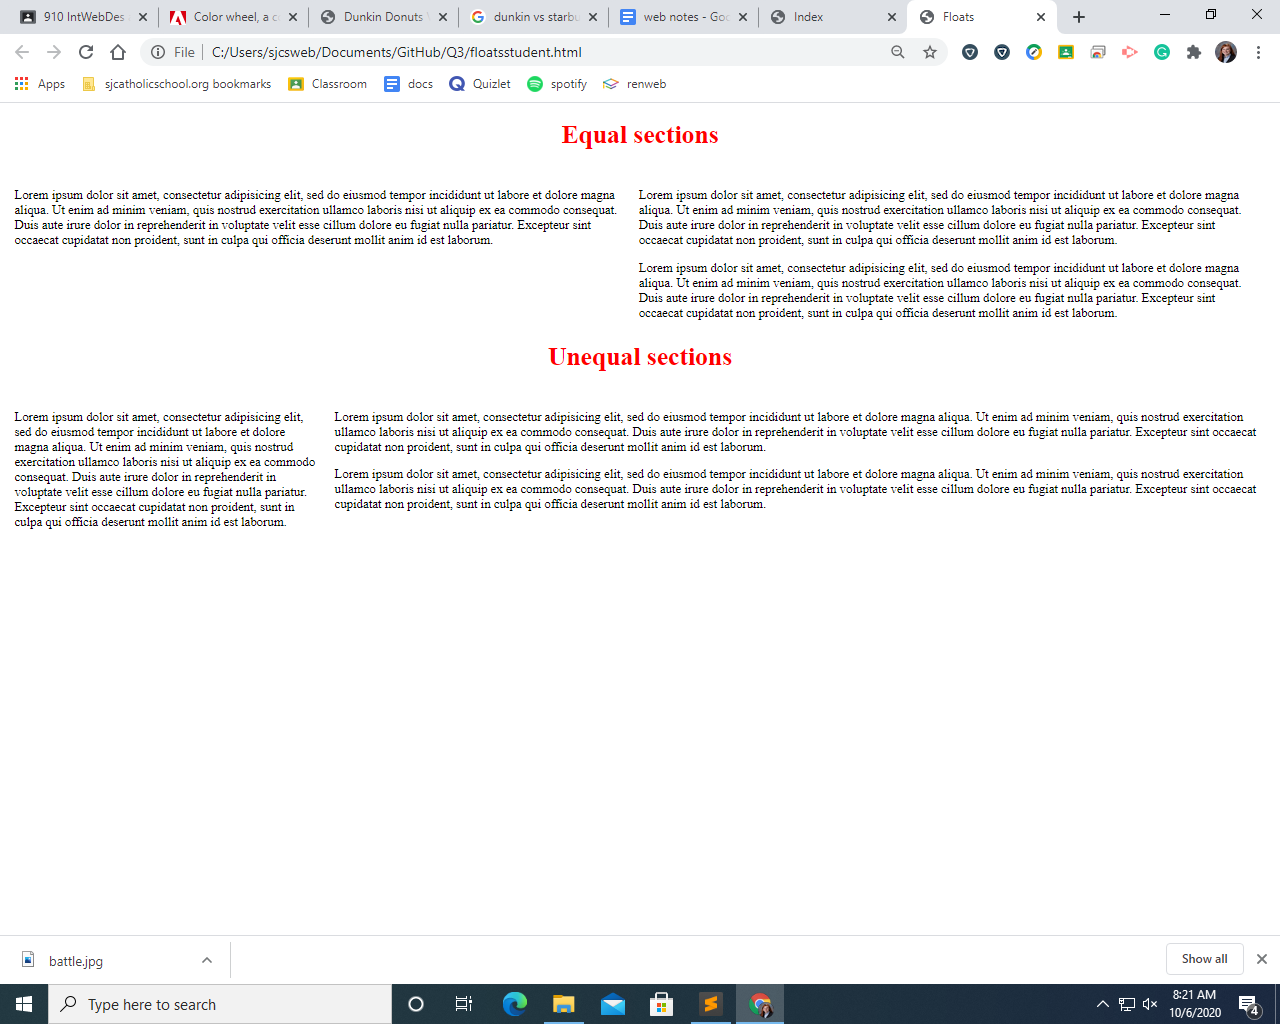 910 IntWebDes
Color wheel, a c
Dunkin Donuts
dunkin vs starbu
web notes - Goo
Index
Floats
File
C:/Users/sjcsweb/Documents/GitHub/Q3/floatsstudent.html
Apps
sjcatholicschool.org bookmarks
Classroom
docs
Quizlet
spotify
renweb
Equal sections
Lorem ipsum dolor sit amet, consectetur adipisicing elit, sed do eiusmod tempor incididunt ut labore et dolore magna
aliqua. Ut enim ad minim veniam, quis nostrud exercitation ullamco laboris nisi ut aliquip ex ea commodo consequat.
Duis aute irure dolor in reprehenderit in voluptate velit esse cillum dolore eu fugiat nulla pariatur. Excepteur sint
occaecat cupidatat non proident, sunt in culpa qui officia deserunt mollit anim id est laborum.
Lorem ipsum dolor sit amet, consectetur adipisicing elit, sed do eiusmod tempor incididunt ut labore et dolore magna
aliqua. Ut enim ad minim veniam, quis nostrud exercitation ullamco laboris nisi ut aliquip ex ea commodo consequat.
Duis aute irure dolor in reprehenderit in voluptate velit esse cillum dolore eu fugiat nulla pariatur. Excepteur sint
occaecat cupidatat non proident, sunt in culpa qui officia deserunt mollit anim id est laborum.
Lorem ipsum dolor sit amet, consectetur adipisicing elit, sed do eiusmod tempor incididunt ut labore et dolore magna
aliqua. Ut enim ad minim veniam, quis nostrud exercitation ullamco laboris nisi ut aliquip ex ea commodo consequat.
Duis aute irure dolor in reprehenderit in voluptate velit esse cillum dolore eu fugiat nulla pariatur. Excepteur sint
occaecat cupidatat non proident, sunt in culpa qui officia deserunt mollit anim id est laborum.
Unequal sections
Lorem ipsum dolor sit amet, consectetur adipisicing elit,
sed do eiusmod tempor incididunt ut labore et dolore
magna aliqua. Ut enim ad minim veniam, quis nostrud
exercitation ullamco laboris nisi ut aliquip ex ea commodo
consequat. Duis aute irure dolor in reprehenderit in
voluptate velit esse cillum dolore eu fugiat nulla pariatur.
Excepteur sint occaecat cupidatat non proident, sunt in
culpa qui officia deserunt mollit anim id est laborum.
Lorem ipsum dolor sit amet, consectetur adipisicing elit, sed do eiusmod tempor incididunt ut labore et dolore magna aliqua. Ut enim ad minim veniam, quis nostrud exercitation
ullamco laboris nisi ut aliquip ex ea commodo consequat. Duis aute irure dolor in reprehenderit in voluptate velit esse cillum dolore eu fugiat nulla pariatur. Excepteur sint occaecat
cupidatat non proident, sunt in culpa qui officia deserunt mollit anim id est laborum.
Lorem ipsum dolor sit amet, consectetur adipisicing elit, sed do eiusmod tempor incididunt ut labore et dolore magna aliqua. Ut enim ad minim veniam, quis nostrud exercitation
ullamco laboris nisi ut aliquip ex ea commodo consequat. Duis aute irure dolor in reprehenderit in voluptate velit esse cillum dolore eu fugiat nulla pariatur. Excepteur sint occaecat
cupidatat non proident, sunt in culpa qui officia deserunt mollit anim id est laborum.
battle.jpg
Show all
Type here to search
8:21 AM
10/6/2020
4